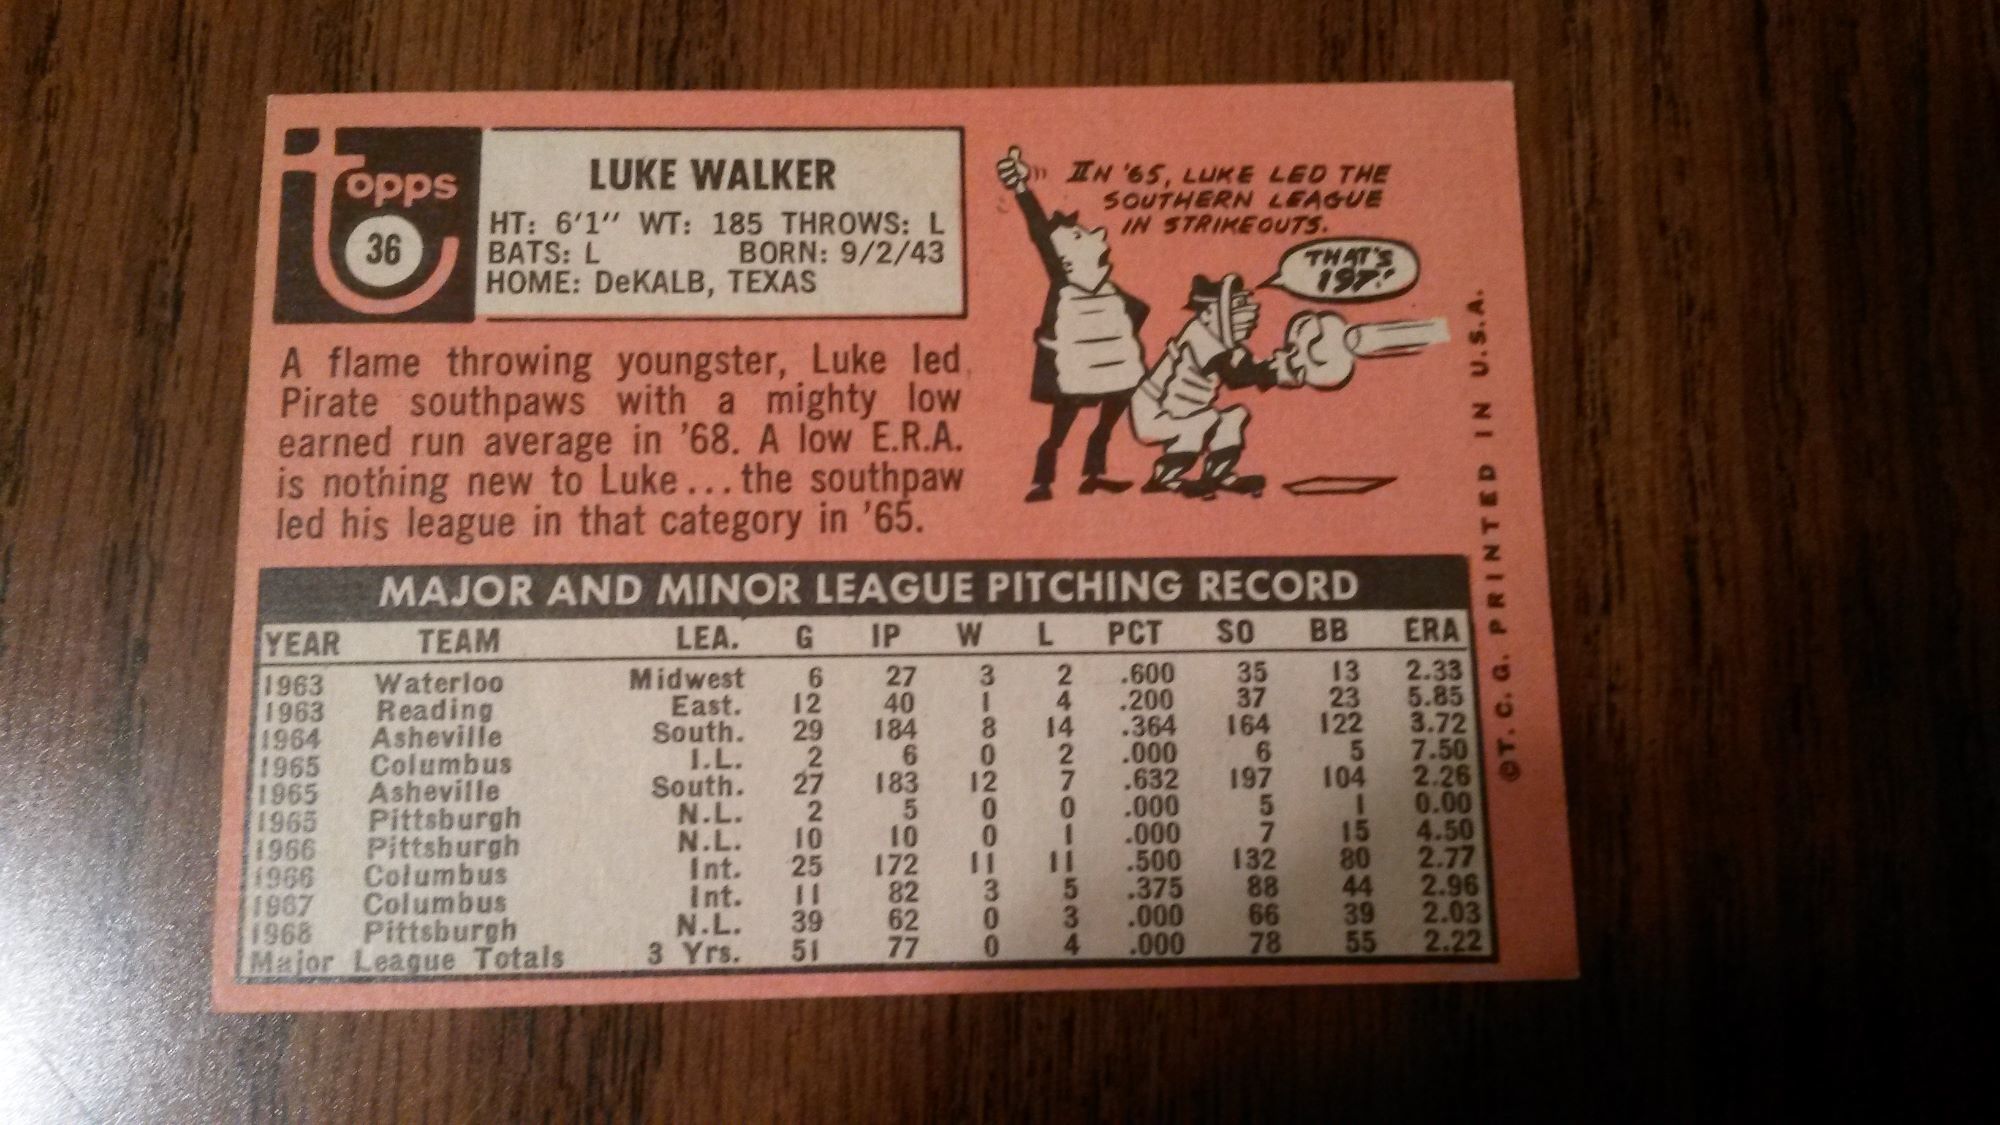 Topps
36
LUKE WALKER
HT: 6'1" WT: 185 THROWS: L
BATS: L BORN: 9/2/43
HOME: DeKALB, TEXAS
IN '65, LUKE LED THE
SOUTHERN LEAGUE
IN STRIKEOUTS.
THAT'S
197!
A flame throwing youngster, Luke led
Pirate southpaws with a mighty low
earned run average in '68. A low E.R.A.
is nothing new to Luke...the southpaw
led his league in that category in '65.
MAJOR AND MINOR LEAGUE PITCHING RECORD
YEAR TEAM LEA. G IP W L PCT SO BB ERA
1963 Waterloo Midwest 6 27 3 2 .600 35 13 2.33
1963 Reading East. 12 40 1 4 .200 37 23 5.85
1964 Asheville South. 29 184 8 14 .364 164 122 3.72
1965 Columbus I.L. 2 6 0 2 .000 6 5 7.50
1965 Asheville South. 27 183 12 7 .632 197 104 2.26
1965 Pittsburgh N.L. 2 5 0 0 .000 5 1 0.00
1966 Pittsburgh N.L. 10 10 0 1 .000 7 15 4.50
1966 Columbus Int. 25 172 11 11 .500 132 80 2.77
1967 Columbus Int. 11 82 3 5 .375 88 44 2.96
1968 Pittsburgh N.L. 39 62 0 3 .000 66 39 2.03
Major League Totals 3 Yrs. 51 77 0 4 .000 78 55 2.22
©T.C.G. PRINTED IN U.S.A.